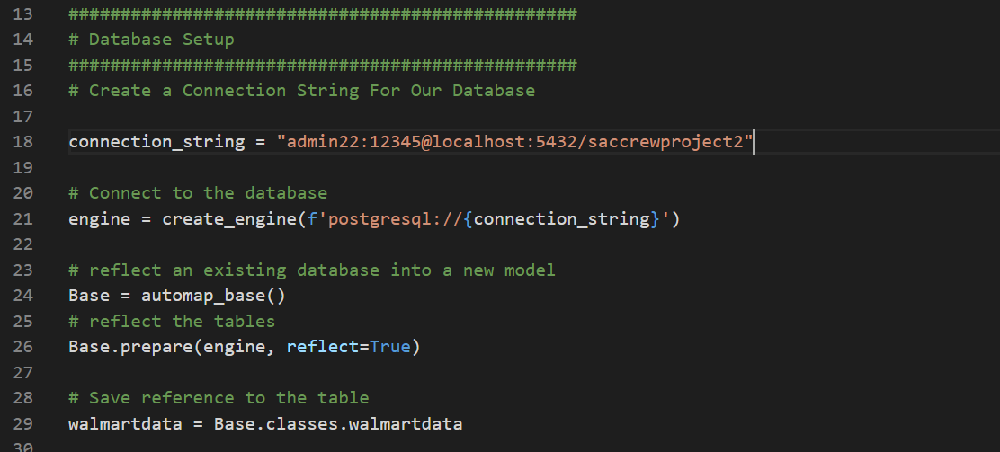 13 #################################################
14 # Database Setup
15 #################################################
16 # Create a Connection String For Our Database
17
18 connection_string = "admin22:12345@localhost:5432/saccrewproject2"
19
20 # Connect to the database
21 engine = create_engine(f'postgresql://{connection_string}')
22
23 # reflect an existing database into a new model
24 Base = automap_base()
25 # reflect the tables
26 Base.prepare(engine, reflect=True)
27
28 # Save reference to the table
29 walmartdata = Base.classes.walmartdata
30